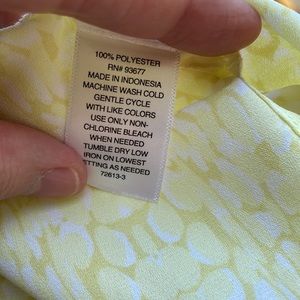 100% POLYESTER
RN# 93677
MADE IN INDONESIA
MACHINE WASH COLD
GENTLE CYCLE
WITH LIKE COLORS
USE ONLY NON-
CHLORINE BLEACH
WHEN NEEDED
TUMBLE DRY LOW
IRON ON LOWEST
SETTING AS NEEDED
72613-3